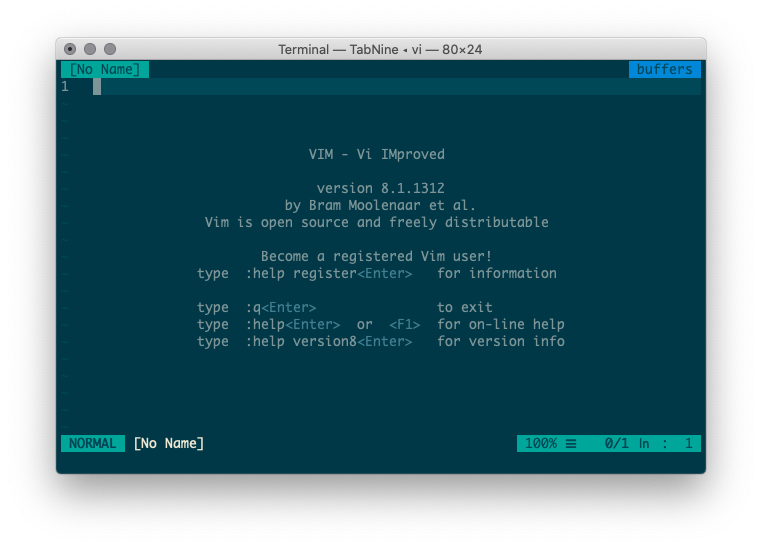 Terminal — TabNine ◂ vi — 80×24
[No Name] buffers
1
VIM - Vi IMproved
version 8.1.1312
by Bram Moolenaar et al.
Vim is open source and freely distributable
Become a registered Vim user!
type  :help register<Enter>   for information
type  :q<Enter>               to exit
type  :help<Enter>  or  <F1>  for on-line help
type  :help version8<Enter>   for version info
NORMAL [No Name] 100% ☰ 0/1 ln : 1